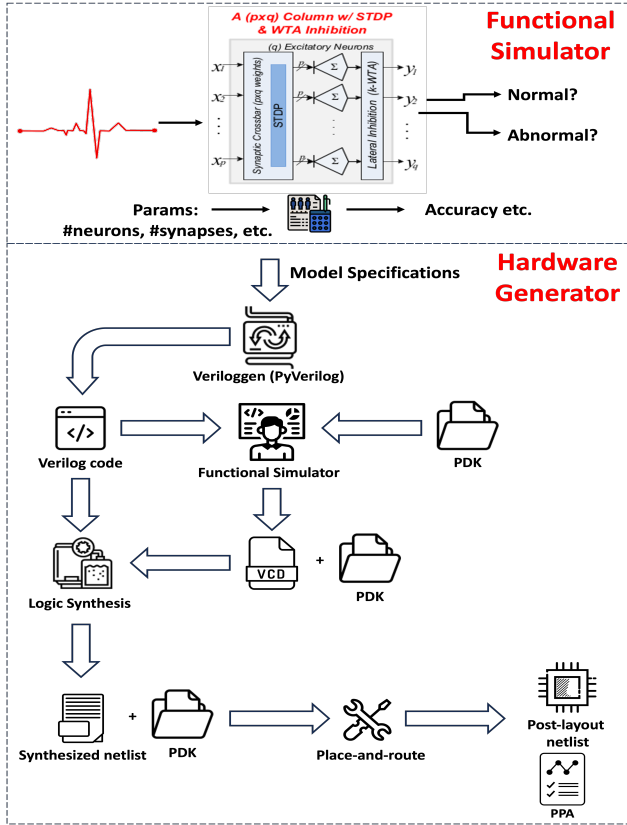 A (pxq) Column w/ STDP
& WTA Inhibition
Functional
Simulator
(q) Excitatory Neurons
x1
x2
xp
Synaptic Crossbar (pxq weights)
STDP
p
Σ
p
Σ
p
Σ
Lateral Inhibition (k-WTA)
y1
y2
yq
Normal?
Abnormal?
Params:
#neurons, #synapses, etc.
Accuracy etc.
Hardware
Generator
Model Specifications
Veriloggen (PyVerilog)
</>
Verilog code
</>
Functional Simulator
PDK
Logic Synthesis
VCD
+
PDK
Synthesized netlist
+
PDK
Place-and-route
Post-layout
netlist
PPA